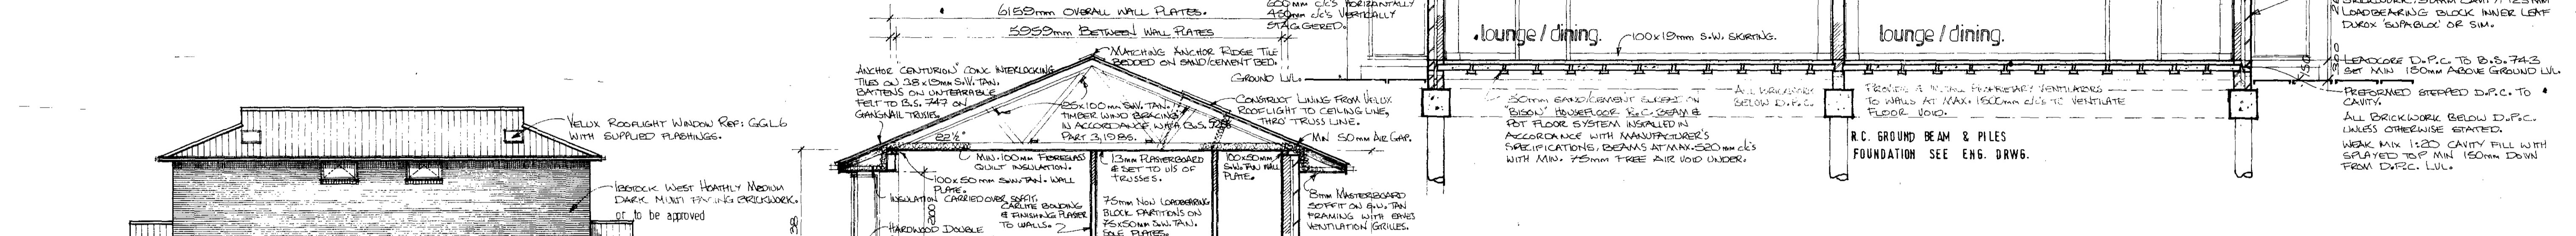 VELUX ROOFLIGHT WINDOW REF: GGL6
WITH SUPPLIED FLASHINGS.
IBSTOCK WEST HOATHLY MEDIUM
DARK MULTI FACING BRICKWORK.
or to be approved
6159mm OVERALL WALL PLATES.
5959mm BETWEEN WALL PLATES
MATCHING ANCHOR RIDGE TILE
BEDDED ON SAND/CEMENT BED.
ANCHOR "CENTURION" CONC INTERLOCKING
TILES ON 38x19mm S.W. TAN.
BATTENS ON UNTEARABLE
FELT TO B.S. 747 ON
GANGNAIL TRUSSES.
22½°
25x100mm S.W. TAN.
TIMBER WIND BRACING
IN ACCORDANCE WITH B.S. 5268
PART 3, 1985.
CONSTRUCT LINING FROM VELUX
ROOFLIGHT TO CEILING LINE,
THRO' TRUSS LINE.
MIN 50mm AIR GAP.
MIN. 100mm FIBREGLASS
QUILT INSULATION.
100x50mm S.W. TAN. WALL
PLATE.
INSULATION CARRIED OVER SOFFIT.
CARLITE BONDING
& FINISHING PLASTER
TO WALLS.
HARDWOOD DOUBLE
13mm PLASTERBOARD
& SET TO U/S OF
TRUSSES.
75mm NON LOADBEARING
BLOCK PARTITIONS ON
75x50mm S.W. TAN.
SOLE PLATES.
100x50mm
S.W. TAN WALL
PLATE.
8mm MASTERBOARD
SOFFIT ON S.W. TAN
FRAMING WITH EAVES
VENTILATION GRILLES.
600mm c/c's HORIZONTALLY
450mm c/c's VERTICALLY
STAGGERED.
GROUND LVL.
lounge / dining.
100x19mm S.W. SKIRTING.
lounge / dining.
50mm SAND/CEMENT SCREED ON
"BISON" HOUSEFLOOR R.C. BEAM &
POT FLOOR SYSTEM INSTALLED IN
ACCORDANCE WITH MANUFACTURER'S
SPECIFICATIONS. BEAMS AT MAX. 520mm c/c's
WITH MIN. 75mm FREE AIR VOID UNDER.
ALL BRICKWORK
BELOW D.P.C.
PROVIDE & INSTALL PROPRIETARY VENTILATORS
TO WALLS AT MAX. 1500mm c/c's TO VENTILATE
FLOOR VOID.
R.C. GROUND BEAM & PILES
FOUNDATION SEE ENG. DRWG.
150
LOADBEARING BLOCK INNER LEAF
DUROX 'SUPABLOC' OR SIM.
LEADCORE D.P.C. TO B.S. 743
SET MIN 150mm ABOVE GROUND LVL.
PREFORMED STEPPED D.P.C. TO
CAVITY.
ALL BRICKWORK BELOW D.P.C.
UNLESS OTHERWISE STATED.
WEAK MIX 1:20 CAVITY FILL WITH
SPLAYED TOP MIN 150mm DOWN
FROM D.P.C. LVL.